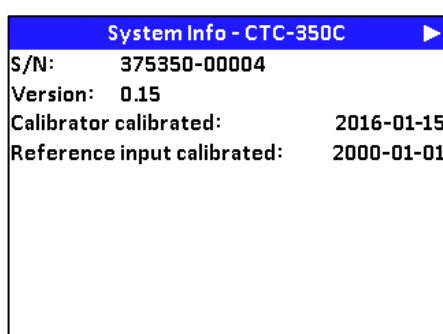 System Info - CTC-350C
S/N: 375350-00004
Version: 0.15
Calibrator calibrated: 2016-01-15
Reference input calibrated: 2000-01-01